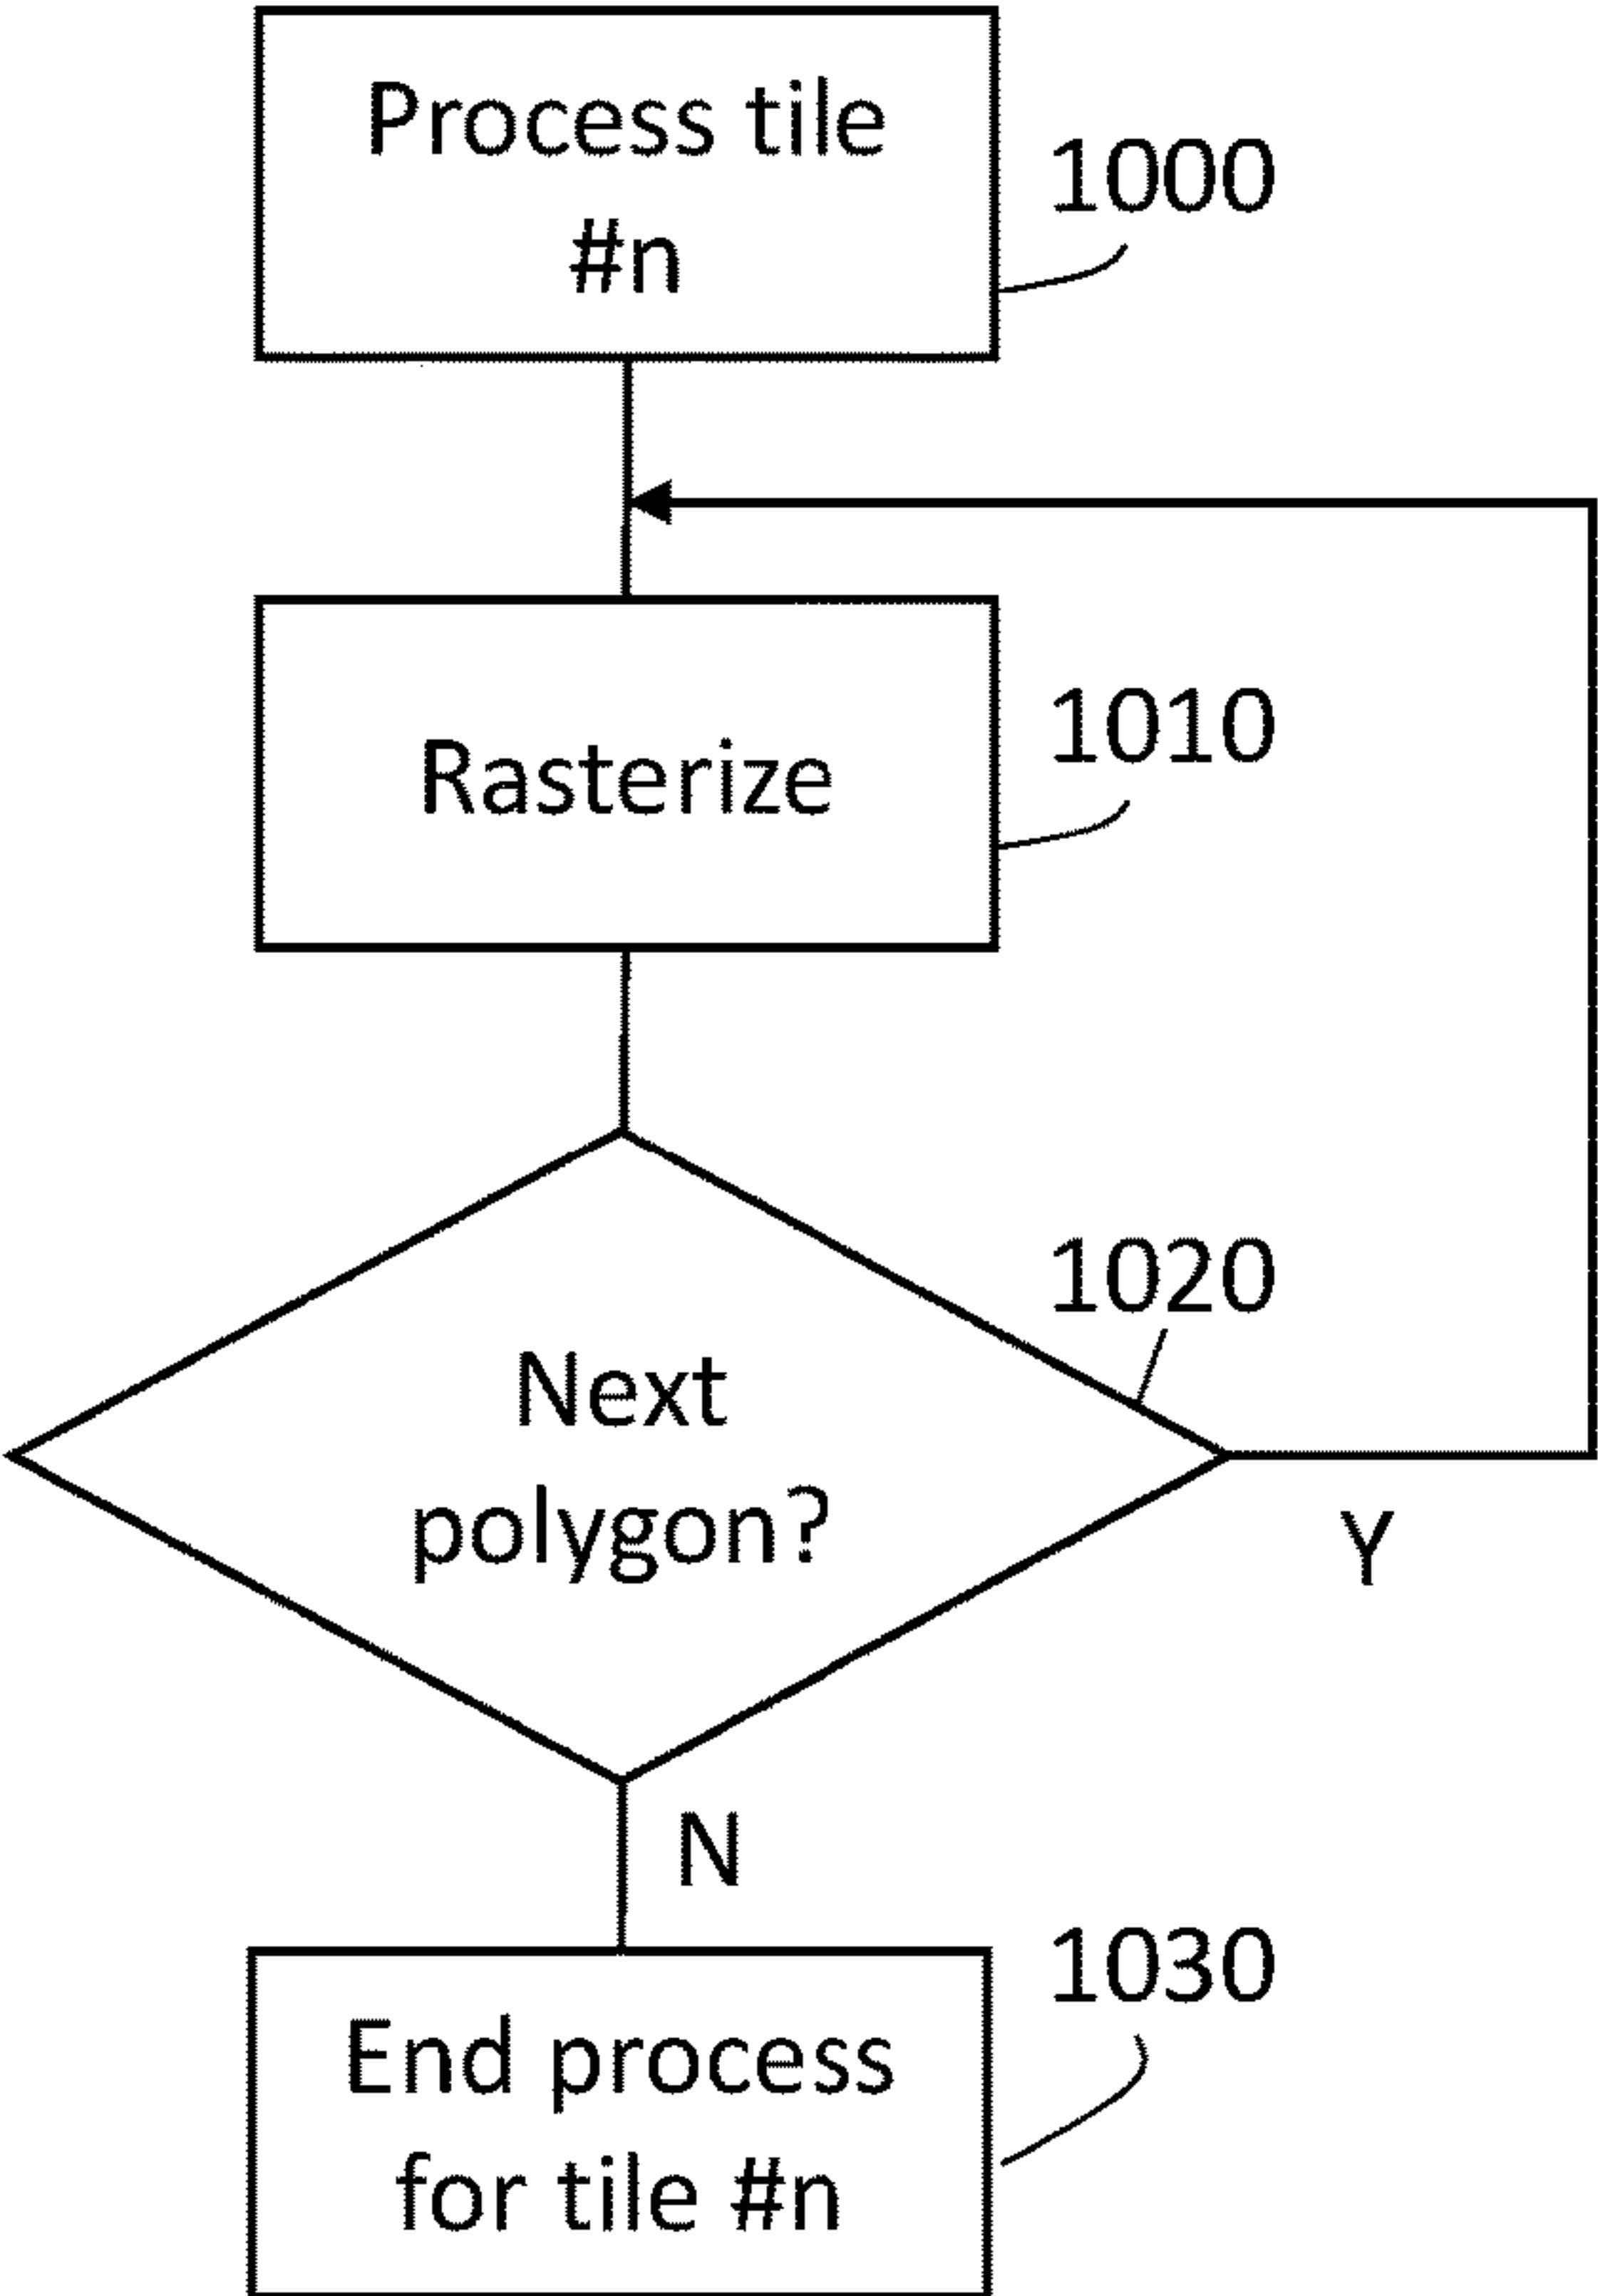 Process tile
#n
1000
Rasterize
1010
Next
polygon?
1020
Y
N
End process
for tile #n
1030